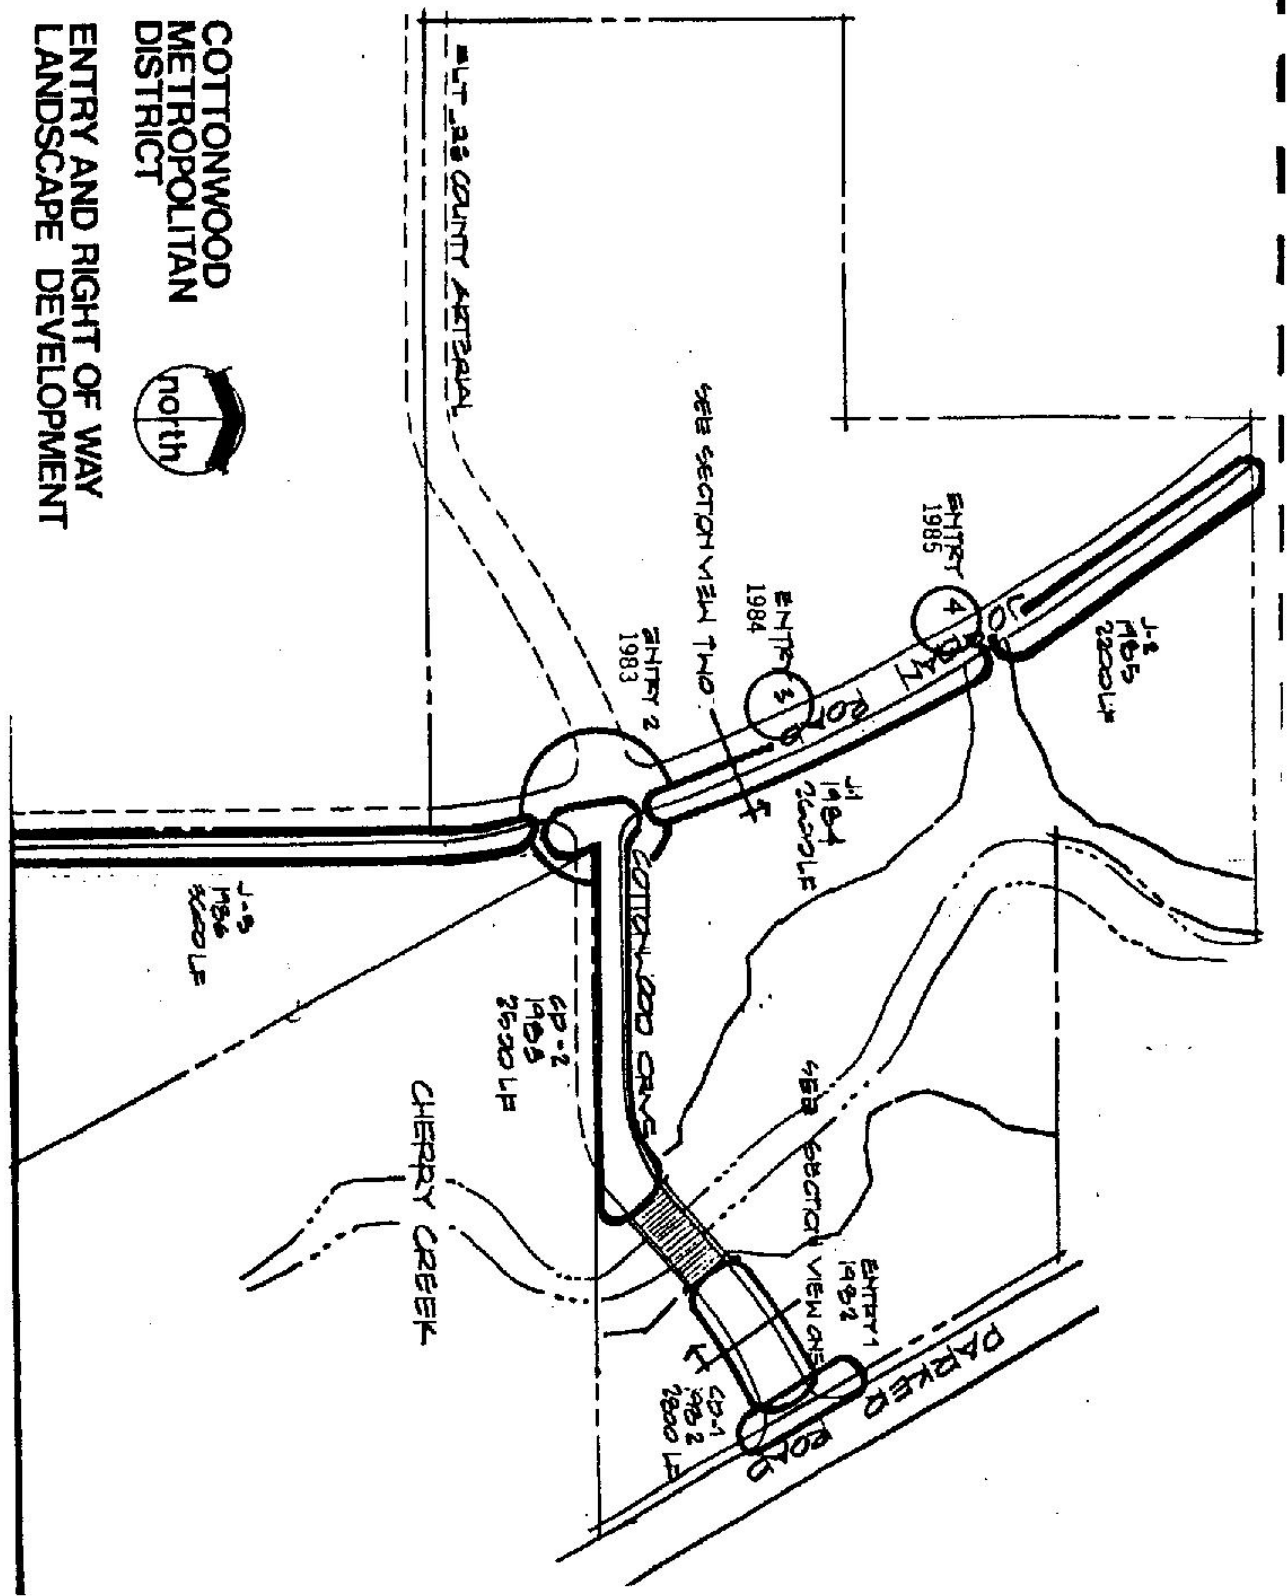 COTTONWOOD
METROPOLITAN
DISTRICT
ENTRY AND RIGHT OF WAY
LANDSCAPE DEVELOPMENT
north
COUNTY ARTERIAL
SEE SECTION VIEW TWO
ENTRY 4
1985
ENTRY 3
1984
ENTRY 2
1983
JORDAN
ROAD
J-2
1985
2200 LF
J-1
1984
2600 LF
J-3
1986
COTTONWOOD DRIVE
CD-2
1983
2500 LF
CHERRY CREEK
SEE SECTION VIEW ONE
ENTRY 1
1982
CD-1
1982
2800 LF
PARKER ROAD